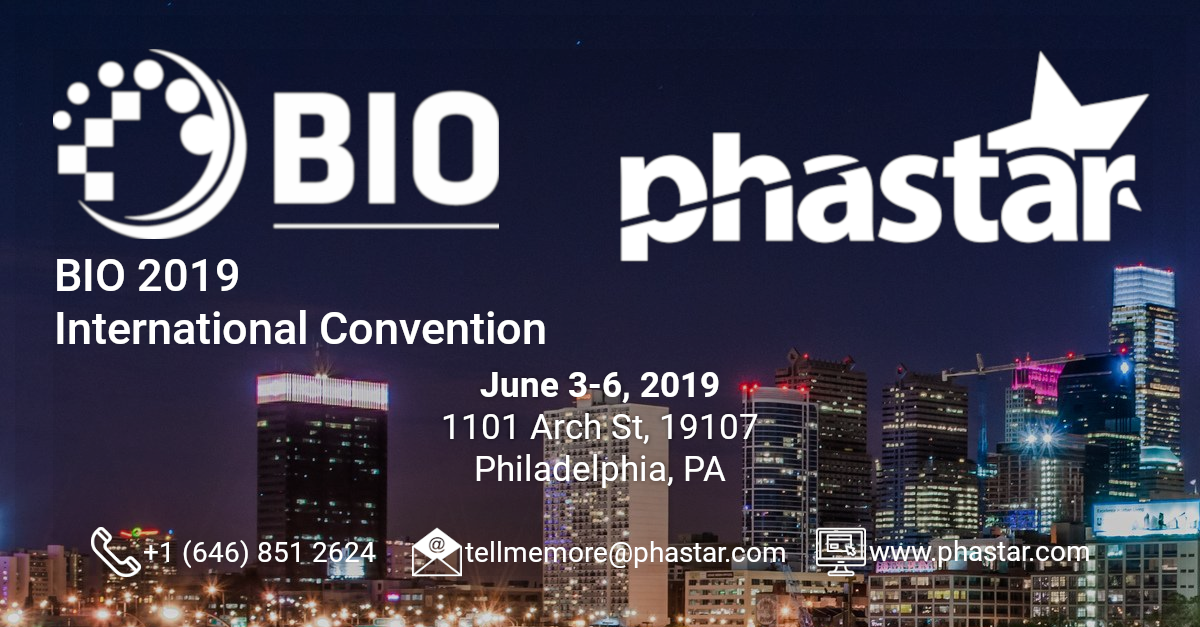 BIO
phastar
BIO 2019
International Convention
June 3-6, 2019
1101 Arch St, 19107
Philadelphia, PA
+1 (646) 851 2624
@
tellmemore@phastar.com
www.phastar.com